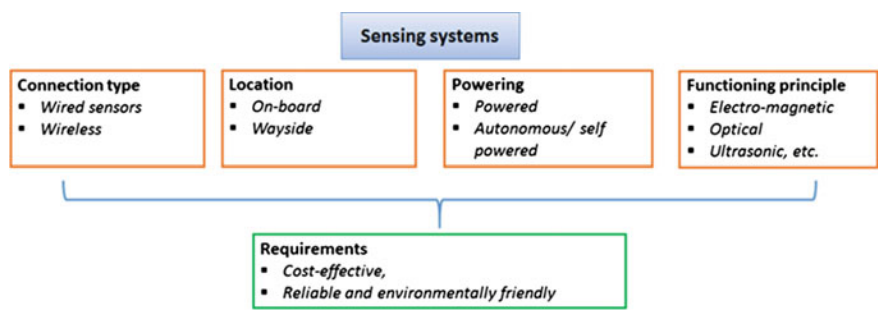 Sensing systems
Connection type
▪ Wired sensors
▪ Wireless
Location
▪ On-board
▪ Wayside
Powering
▪ Powered
▪ Autonomous/ self
powered
Functioning principle
▪ Electro-magnetic
▪ Optical
▪ Ultrasonic, etc.
Requirements
▪ Cost-effective,
▪ Reliable and environmentally friendly